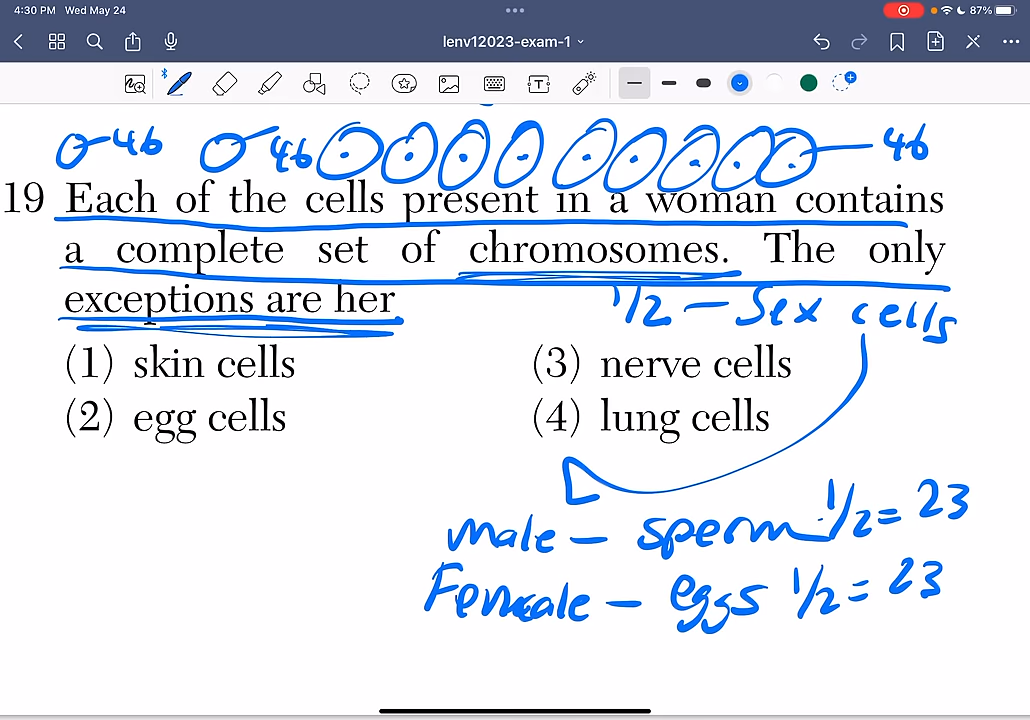 4:30 PM Wed May 24
87%
lenv12023-exam-1
T
46 46 46
19 Each of the cells present in a woman contains
a complete set of chromosomes. The only
exceptions are her
1/2 - Sex cells
(1) skin cells (3) nerve cells
(2) egg cells (4) lung cells
male - sperm 1/2 = 23
Female - eggs 1/2 = 23